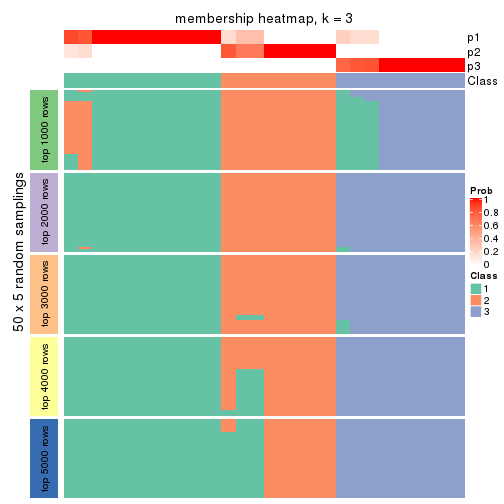 membership heatmap, k = 3
p1
p2
p3
Class
50 x 5 random samplings
top 1000 rows
top 2000 rows
top 3000 rows
top 4000 rows
top 5000 rows
Prob
1
0.8
0.6
0.4
0.2
0
Class
1
2
3